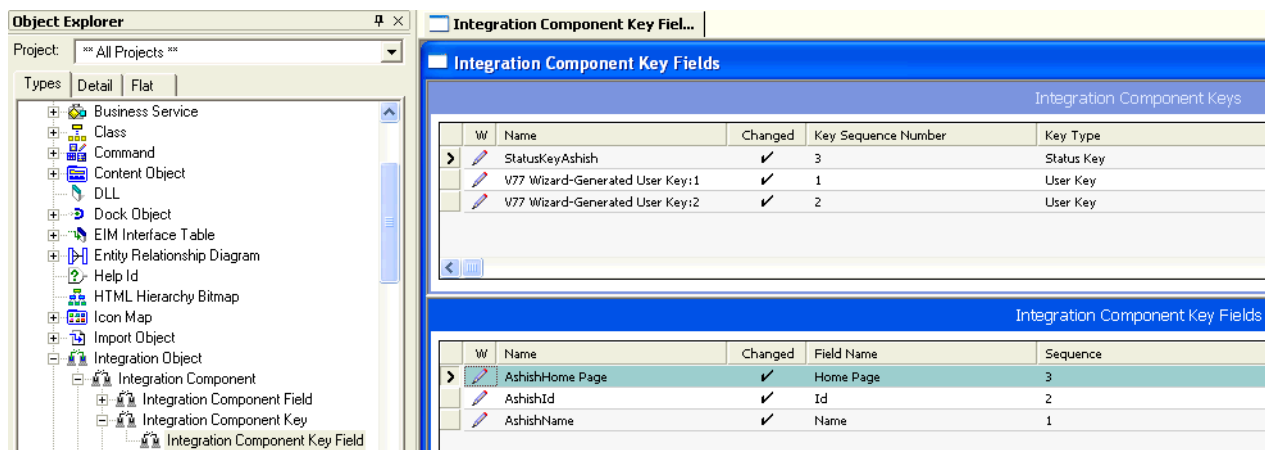 Object Explorer
Project: ** All Projects **
Types Detail Flat
Business Service
Class
Command
Content Object
DLL
Dock Object
EIM Interface Table
Entity Relationship Diagram
Help Id
HTML Hierarchy Bitmap
Icon Map
Import Object
Integration Object
Integration Component
Integration Component Field
Integration Component Key
Integration Component Key Field
Integration Component Key Fiel...
Integration Component Key Fields
Integration Component Keys
W Name Changed Key Sequence Number Key Type
StatusKeyAshish 3 Status Key
V77 Wizard-Generated User Key:1 1 User Key
V77 Wizard-Generated User Key:2 2 User Key
Integration Component Key Fields
W Name Changed Field Name Sequence
AshishHome Page Home Page 3
AshishId Id 2
AshishName Name 1